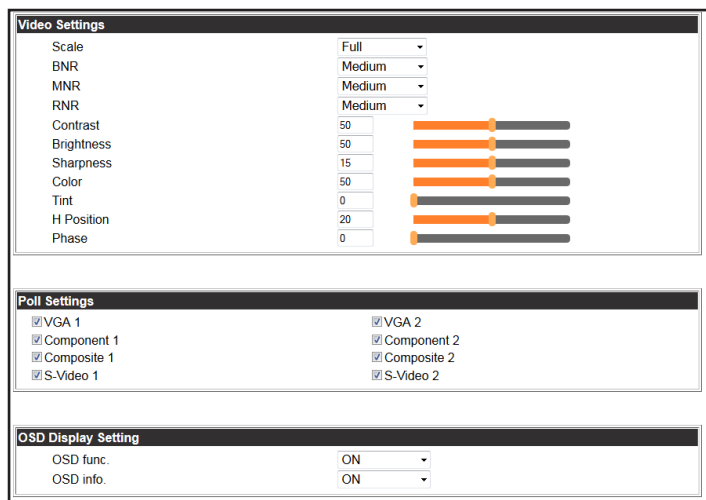 Video Settings
Scale Full
BNR Medium
MNR Medium
RNR Medium
Contrast 50
Brightness 50
Sharpness 15
Color 50
Tint 0
H Position 20
Phase 0
Poll Settings
VGA 1 VGA 2
Component 1 Component 2
Composite 1 Composite 2
S-Video 1 S-Video 2
OSD Display Setting
OSD func. ON
OSD info. ON